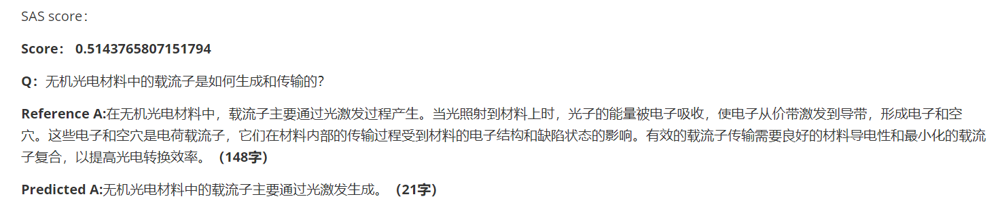 SAS score：
Score： 0.5143765807151794
Q：无机光电材料中的载流子是如何生成和传输的？
Reference A:在无机光电材料中，载流子主要通过光激发过程产生。当光照射到材料上时，光子的能量被电子吸收，使电子从价带激发到导带，形成电子和空
穴。这些电子和空穴是电荷载流子，它们在材料内部的传输过程受到材料的电子结构和缺陷状态的影响。有效的载流子传输需要良好的材料导电性和最小化的载流
子复合，以提高光电转换效率。（148字）
Predicted A:无机光电材料中的载流子主要通过光激发生成。（21字）